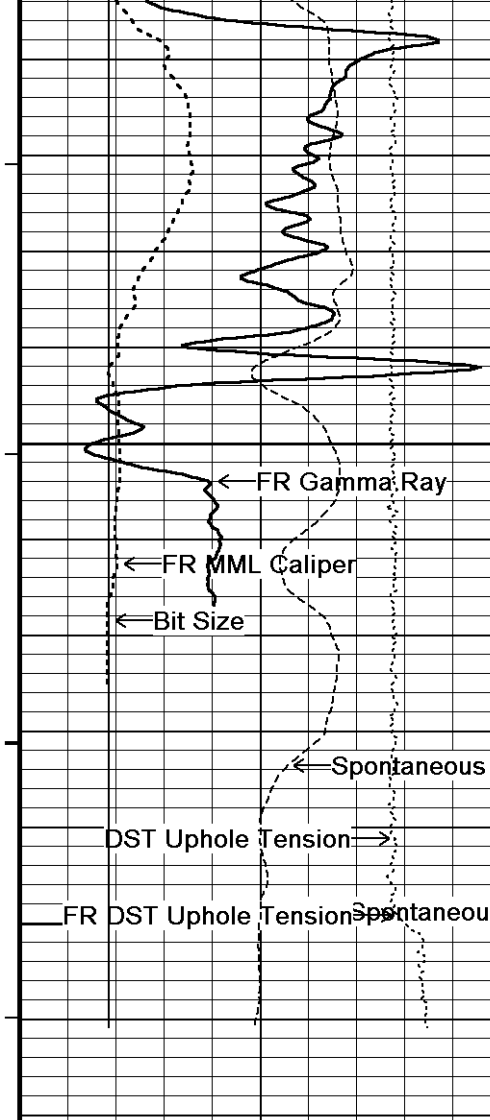 FR Gamma Ray
FR MML Caliper
Bit Size
Spontaneous
DST Uphole Tension
FR DST Uphole Tension Spontaneou